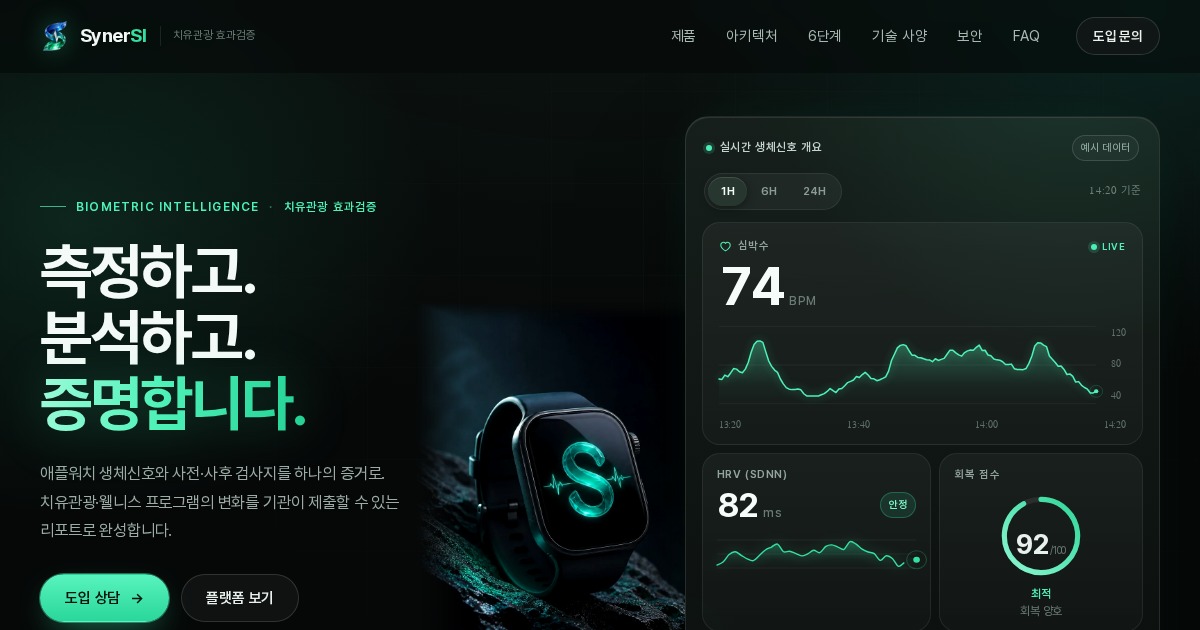 SynerSI
치유관광 효과검증
제품
아키텍처
6단계
기술 사양
보안
FAQ
도입 문의
BIOMETRIC INTELLIGENCE · 치유관광 효과검증
측정하고.
분석하고.
증명합니다.
애플워치 생체신호와 사전·사후 검사지를 하나의 증거로.
치유관광·웰니스 프로그램의 변화를 기관이 제출할 수 있는
리포트로 완성합니다.
도입 상담 →
플랫폼 보기
S
실시간 생체신호 개요
예시 데이터
1H
6H
24H
14:20 기준
심박수
LIVE
74 BPM
120
80
40
13:20
13:40
14:00
14:20
HRV (SDNN)
82 ms
안정
회복 점수
92/100
최적
회복 양호